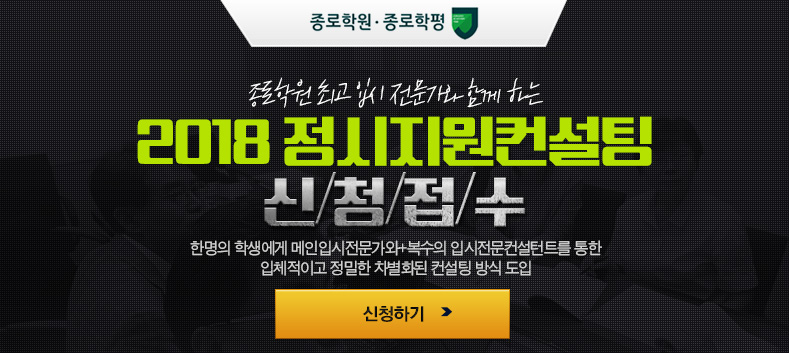 종로학원·종로학평
종로학원 최고 입시 전문가와 함께 하는
2018 정시지원컨설팅
신/청/접/수
한명의 학생에게 메인입시전문가와+복수의 입시전문컨설턴트를 통한
입체적이고 정밀한 차별화된 컨설팅 방식 도입
신청하기